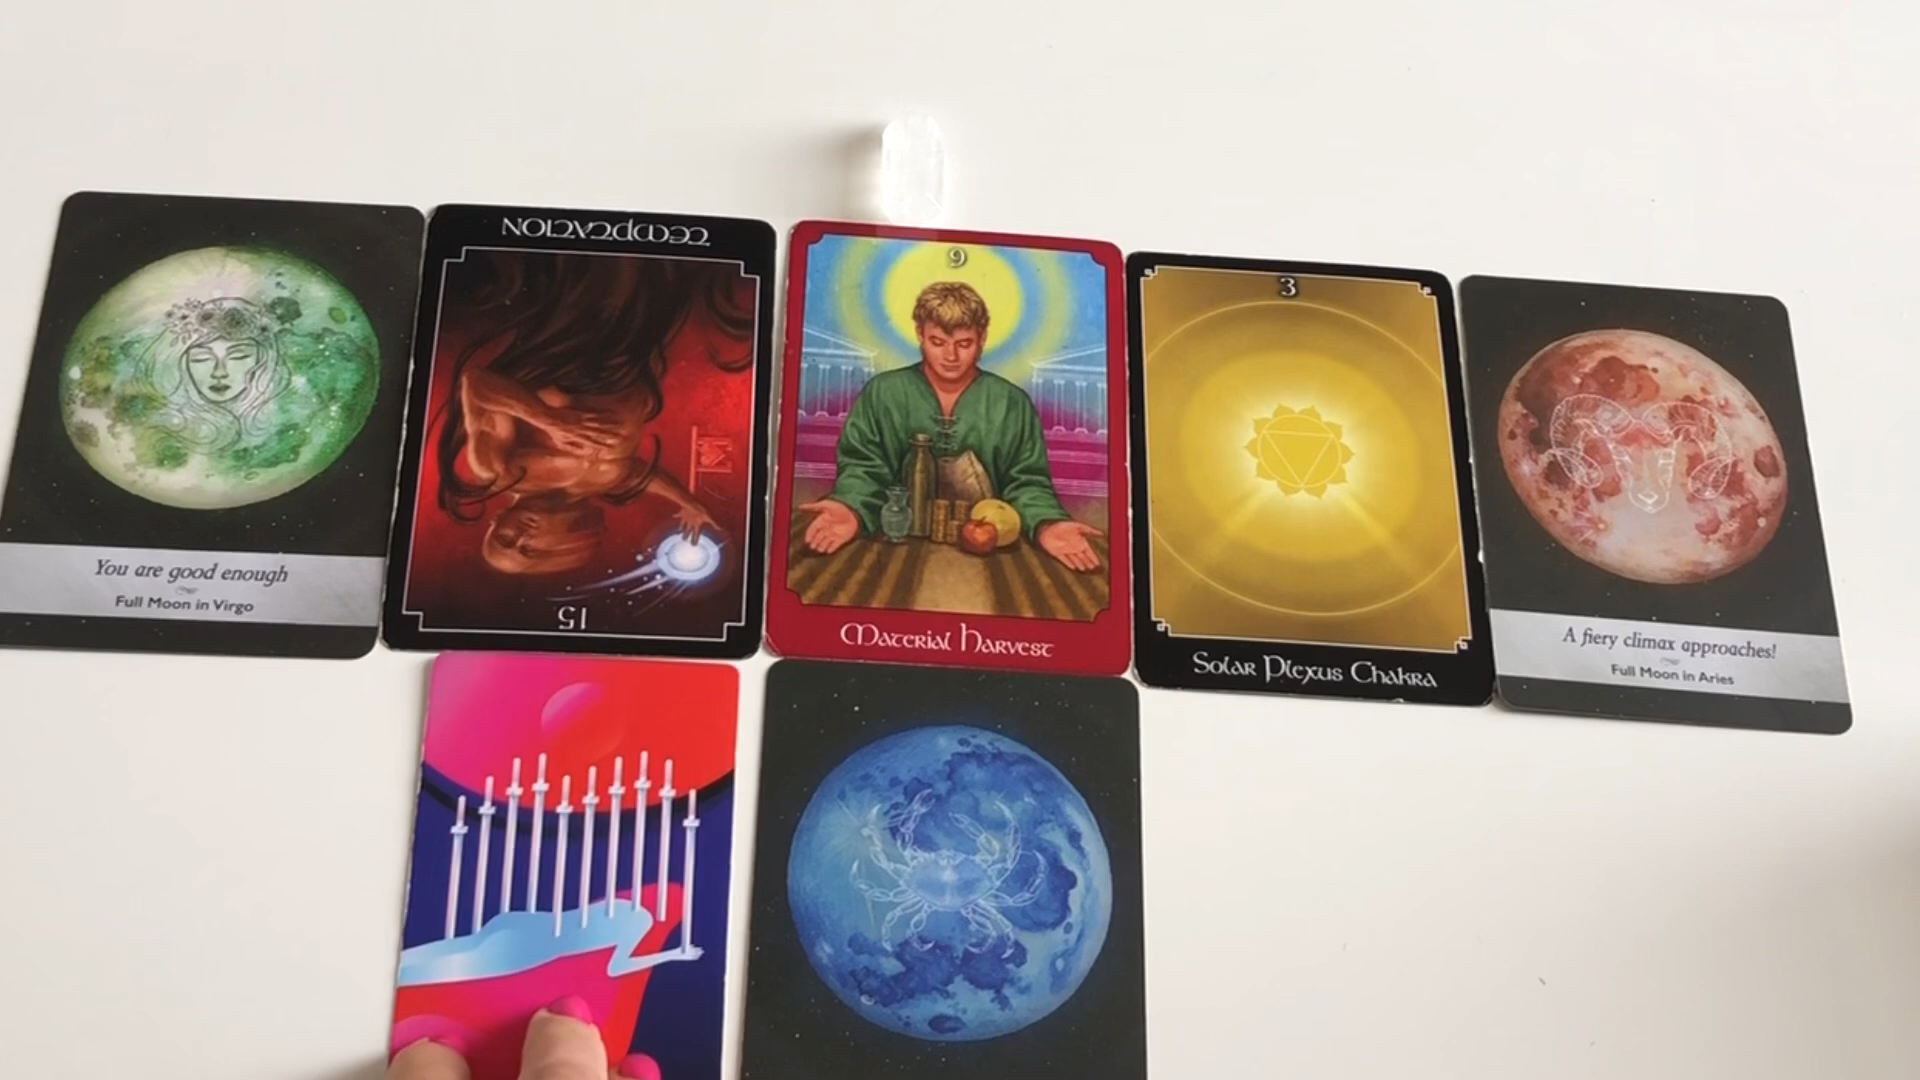 You are good enough
Full Moon in Virgo
Temptation
15
9
Material Harvest
3
Solar Plexus Chakra
A fiery climax approaches!
Full Moon in Aries